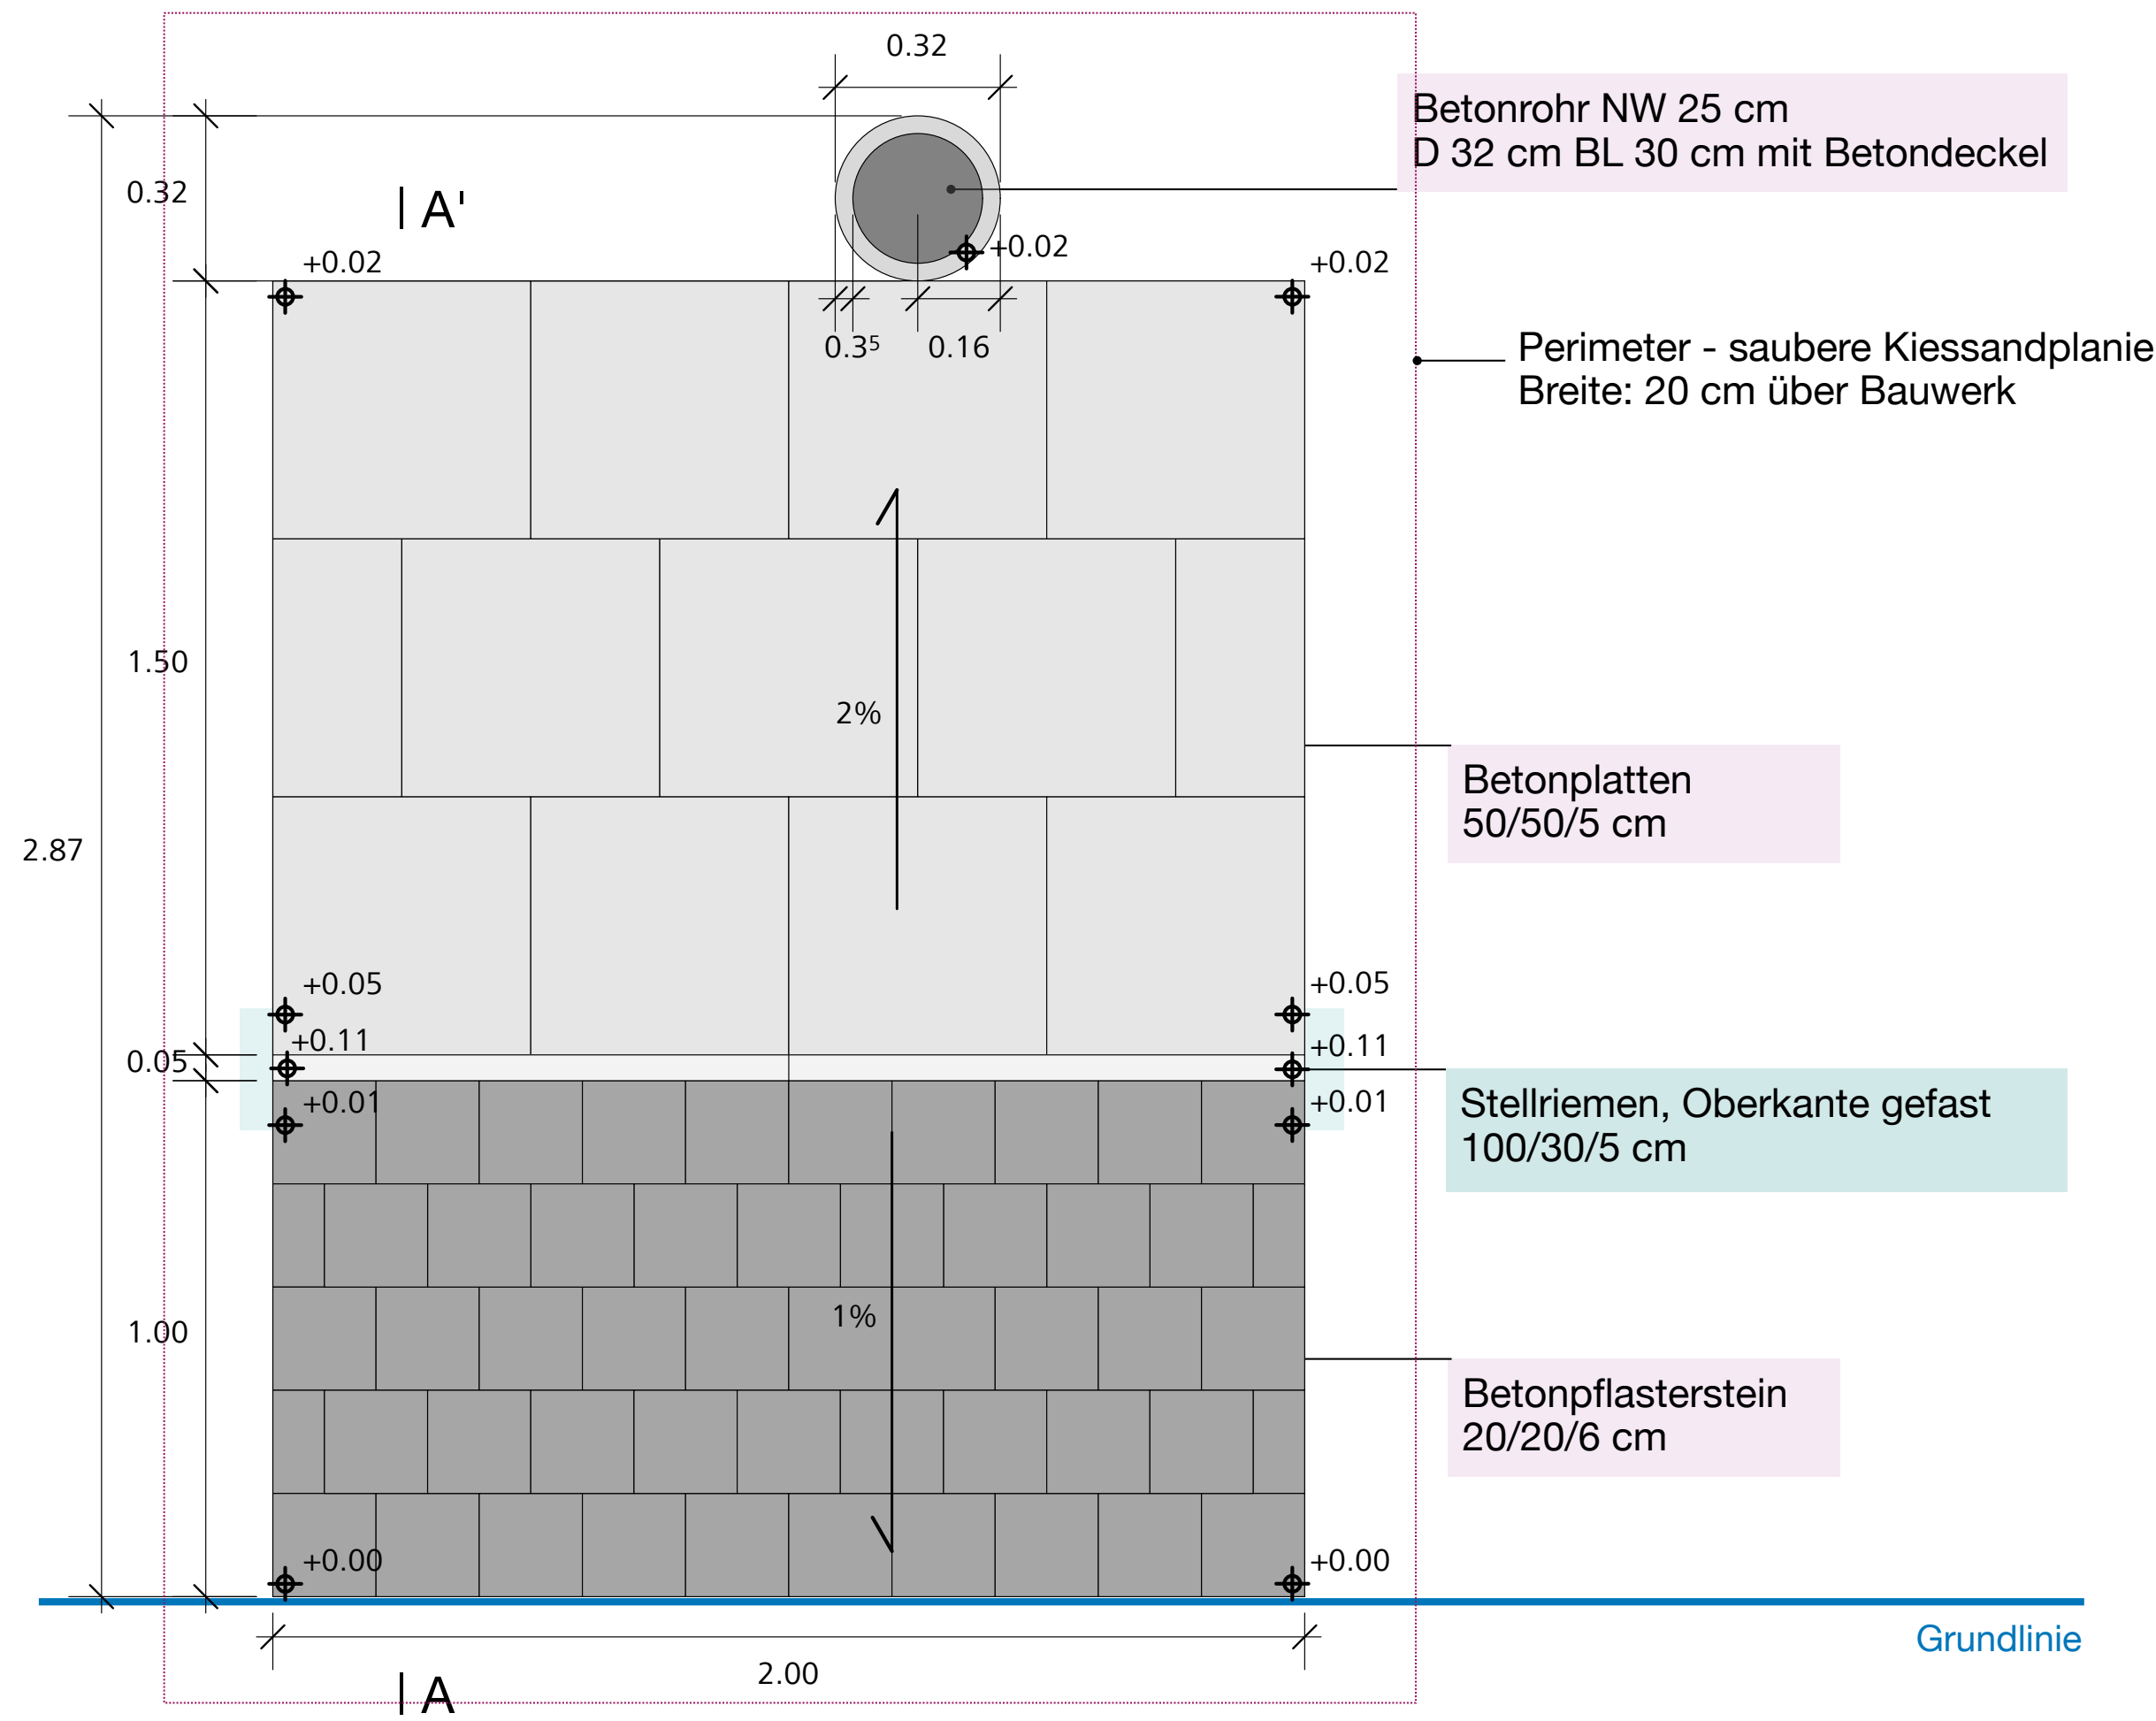 0.32
Betonrohr NW 25 cm
D 32 cm BL 30 cm mit Betondeckel
0.32
A'
+0.02
+0.02
+0.02
0.3⁵
0.16
Perimeter - saubere Kiessandplanie
Breite: 20 cm über Bauwerk
1.50
2%
Betonplatten
50/50/5 cm
2.87
+0.05
+0.05
+0.11
+0.11
0.05
+0.01
+0.01
Stellriemen, Oberkante gefast
100/30/5 cm
1.00
1%
Betonpflasterstein
20/20/6 cm
+0.00
+0.00
Grundlinie
2.00
A